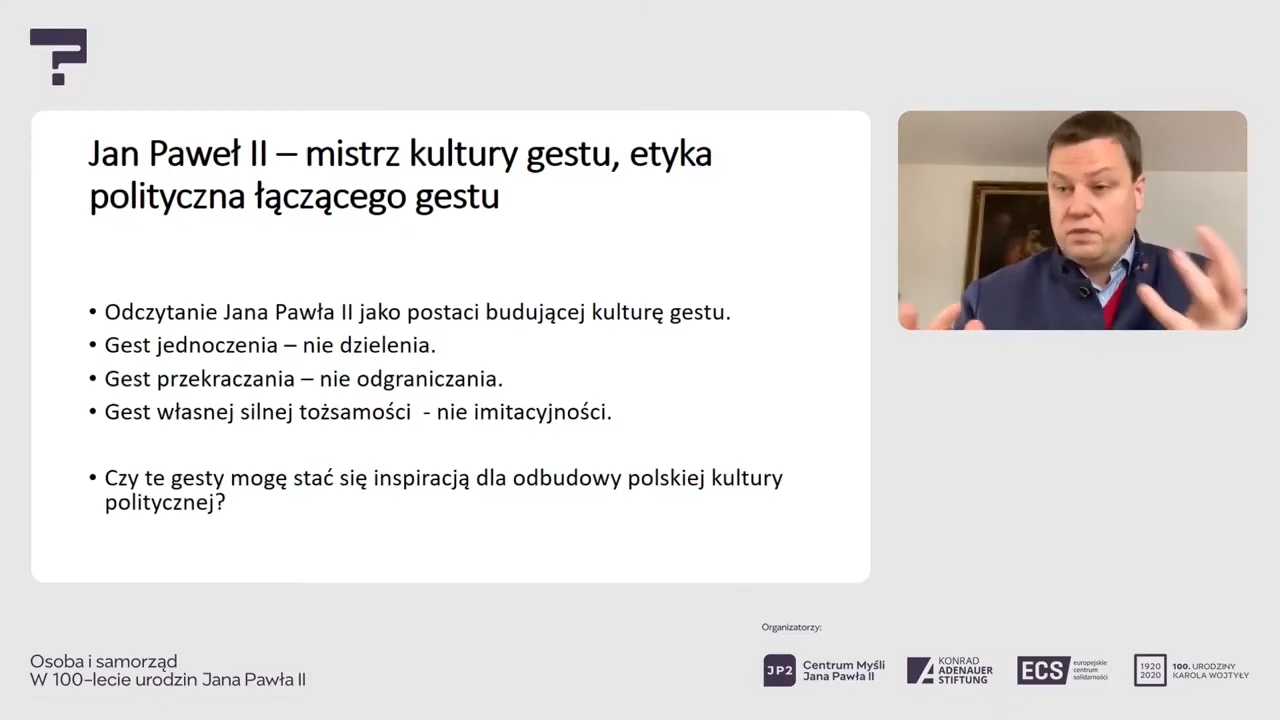 Jan Paweł II – mistrz kultury gestu, etyka
polityczna łączącego gestu
• Odczytanie Jana Pawła II jako postaci budującej kulturę gestu.
• Gest jednoczenia – nie dzielenia.
• Gest przekraczania – nie odgraniczania.
• Gest własnej silnej tożsamości - nie imitacyjności.
• Czy te gesty mogę stać się inspiracją dla odbudowy polskiej kultury
politycznej?
Organizatorzy:
Osoba i samorząd
W 100-lecie urodzin Jana Pawła II
JP2
Centrum Myśli
Jana Pawła II
KONRAD
ADENAUER
STIFTUNG
ECS
europejskie
centrum
solidarności
1920
2020
100. URODZINY
KAROLA WOJTYŁY